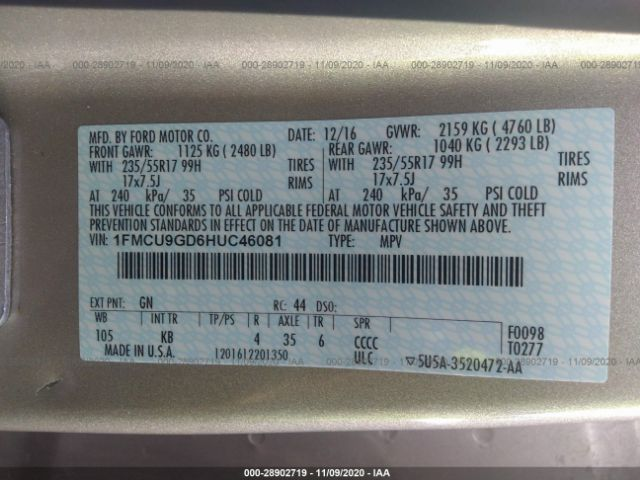 000-28902719 - 11/09/2020 - IAA
MFD. BY FORD MOTOR CO. DATE: 12/16 GVWR: 2159 KG ( 4760 LB)
FRONT GAWR: 1125 KG ( 2480 LB) REAR GAWR: 1040 KG ( 2293 LB)
WITH 235/55R17 99H TIRES WITH 235/55R17 99H TIRES
17x7.5J RIMS 17x7.5J RIMS
AT 240 kPa/ 35 PSI COLD AT 240 kPa/ 35 PSI COLD
THIS VEHICLE CONFORMS TO ALL APPLICABLE FEDERAL MOTOR VEHICLE SAFETY AND THEFT
PREVENTION STANDARDS IN EFFECT ON THE DATE OF MANUFACTURE SHOWN ABOVE.
VIN: 1FMCU9GD6HUC46081 TYPE: MPV
EXT PNT: GN RC: 44 DSO:
WB INT TR TP/PS R AXLE TR SPR F0098
105 KB 4 35 6 CCCC T0277
MADE IN U.S.A. 1201612201350 ULC ▽5U5A-3520472-AA
000-28902719 - 11/09/2020 - IAA